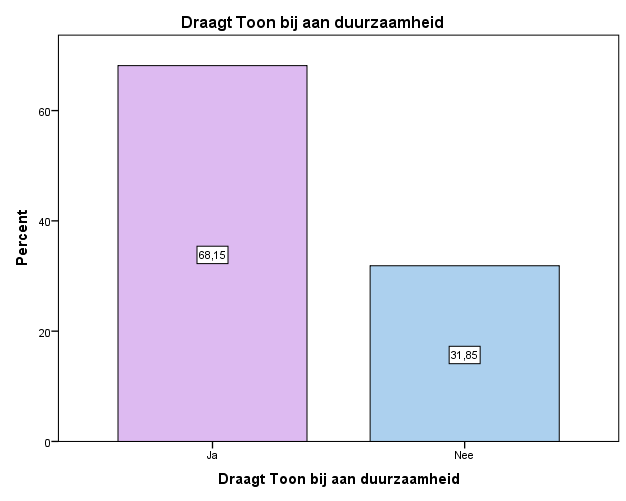 Draagt Toon bij aan duurzaamheid
Percent
60
40
20
0
68,15
31,85
Ja
Nee
Draagt Toon bij aan duurzaamheid